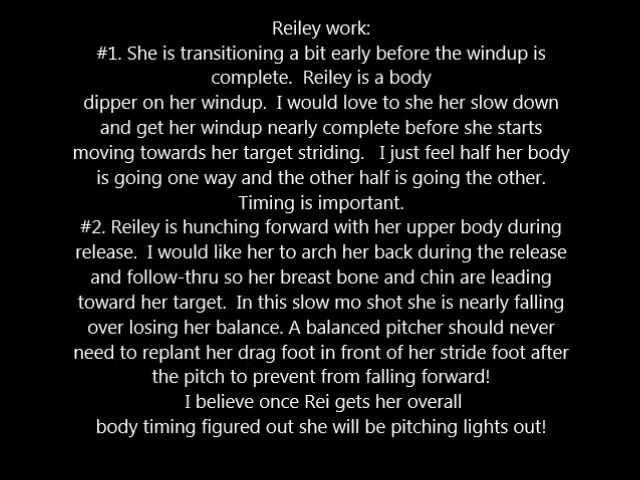 Reiley work:
#1. She is transitioning a bit early before the windup is
complete.  Reiley is a body
dipper on her windup.  I would love to she her slow down
and get her windup nearly complete before she starts
moving towards her target striding.   I just feel half her body
is going one way and the other half is going the other.
Timing is important.
#2. Reiley is hunching forward with her upper body during
release.  I would like her to arch her back during the release
and follow-thru so her breast bone and chin are leading
toward her target.  In this slow mo shot she is nearly falling
over losing her balance. A balanced pitcher should never
need to replant her drag foot in front of her stride foot after
the pitch to prevent from falling forward!
I believe once Rei gets her overall
body timing figured out she will be pitching lights out!